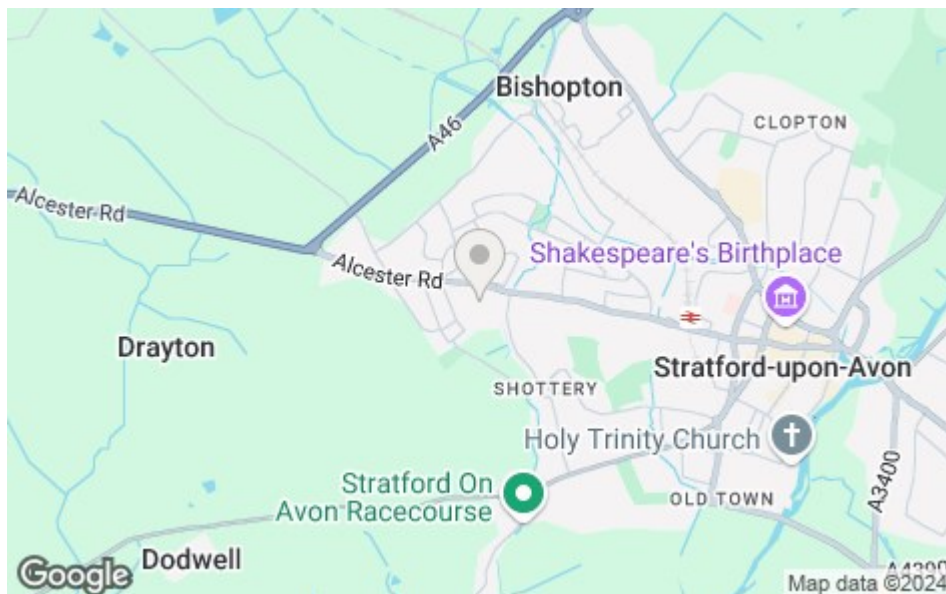 Bishopton
CLOPTON
A46
Alcester Rd
Alcester Rd
Shakespeare's Birthplace
Drayton
Stratford-upon-Avon
SHOTTERY
Holy Trinity Church
Stratford On
Avon Racecourse
OLD TOWN
A3400
Dodwell
Google
Map data ©2024